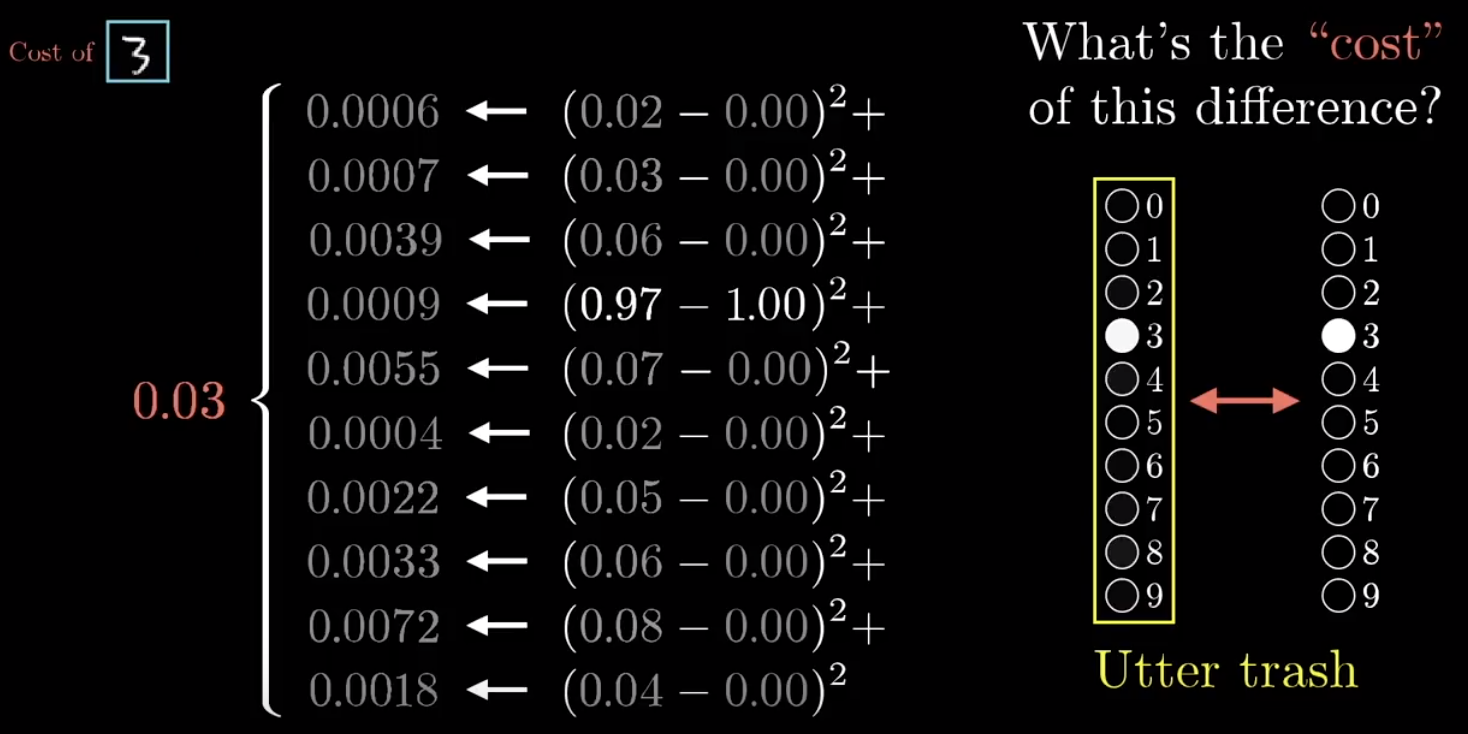 Cost of 3
What's the “cost”
of this difference?
0.0006 ← (0.02 − 0.00)²+
0.0007 ← (0.03 − 0.00)²+
0.0039 ← (0.06 − 0.00)²+
0.0009 ← (0.97 − 1.00)²+
0.0055 ← (0.07 − 0.00)²+
0.0004 ← (0.02 − 0.00)²+
0.0022 ← (0.05 − 0.00)²+
0.0033 ← (0.06 − 0.00)²+
0.0072 ← (0.08 − 0.00)²+
0.0018 ← (0.04 − 0.00)²
0.03
0 0
1 1
2 2
3 3
4 4
5 5
6 6
7 7
8 8
9 9
Utter trash